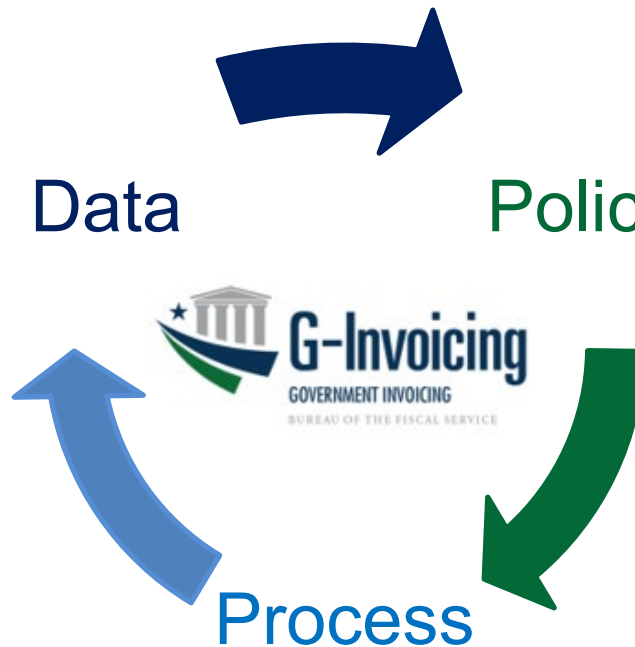 Data
Polic
G-Invoicing
GOVERNMENT INVOICING
BUREAU OF THE FISCAL SERVICE
Process